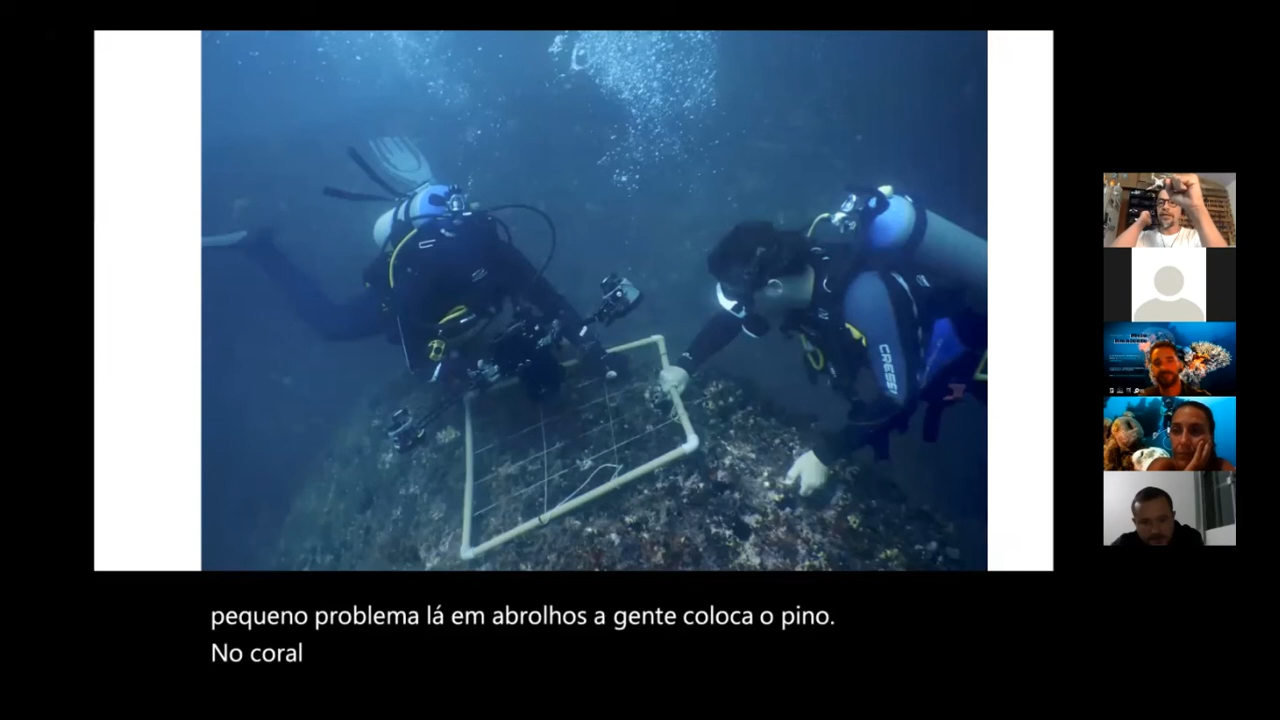 CRESSI
pequeno problema lá em abrolhos a gente coloca o pino.
No coral